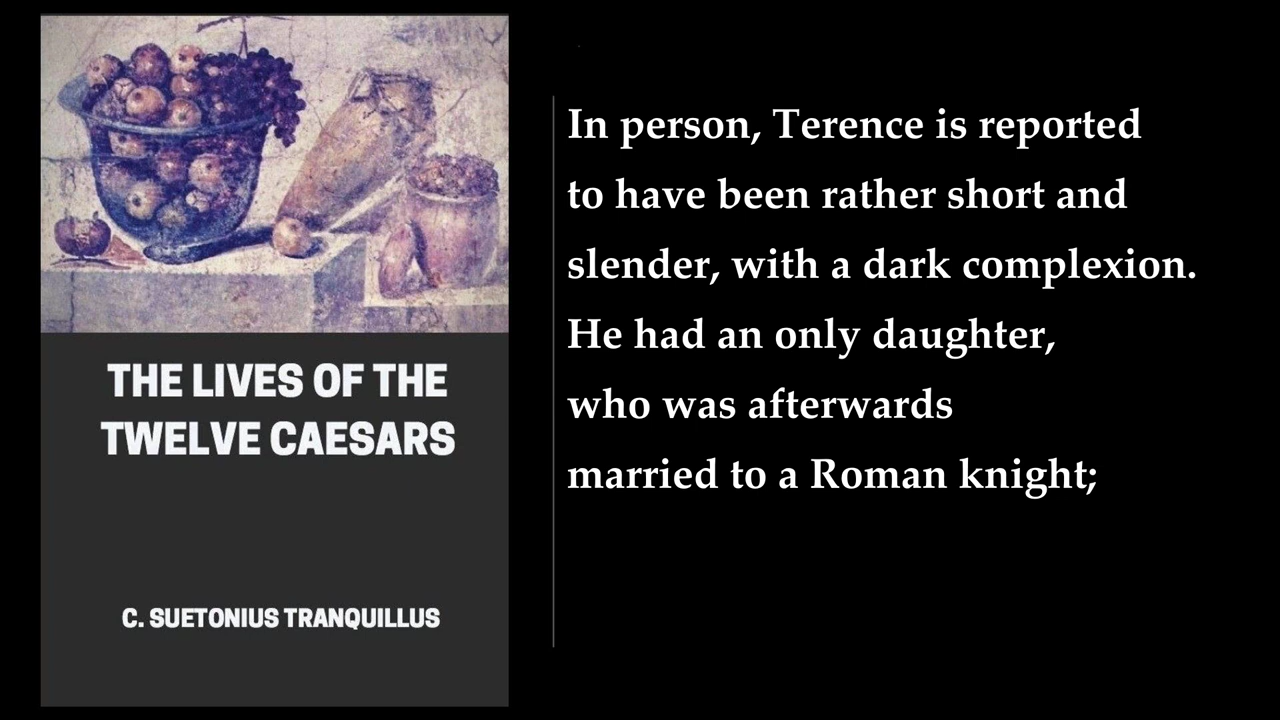 THE LIVES OF THE
TWELVE CAESARS
C. SUETONIUS TRANQUILLUS
In person, Terence is reported
to have been rather short and
slender, with a dark complexion.
He had an only daughter,
who was afterwards
married to a Roman knight;